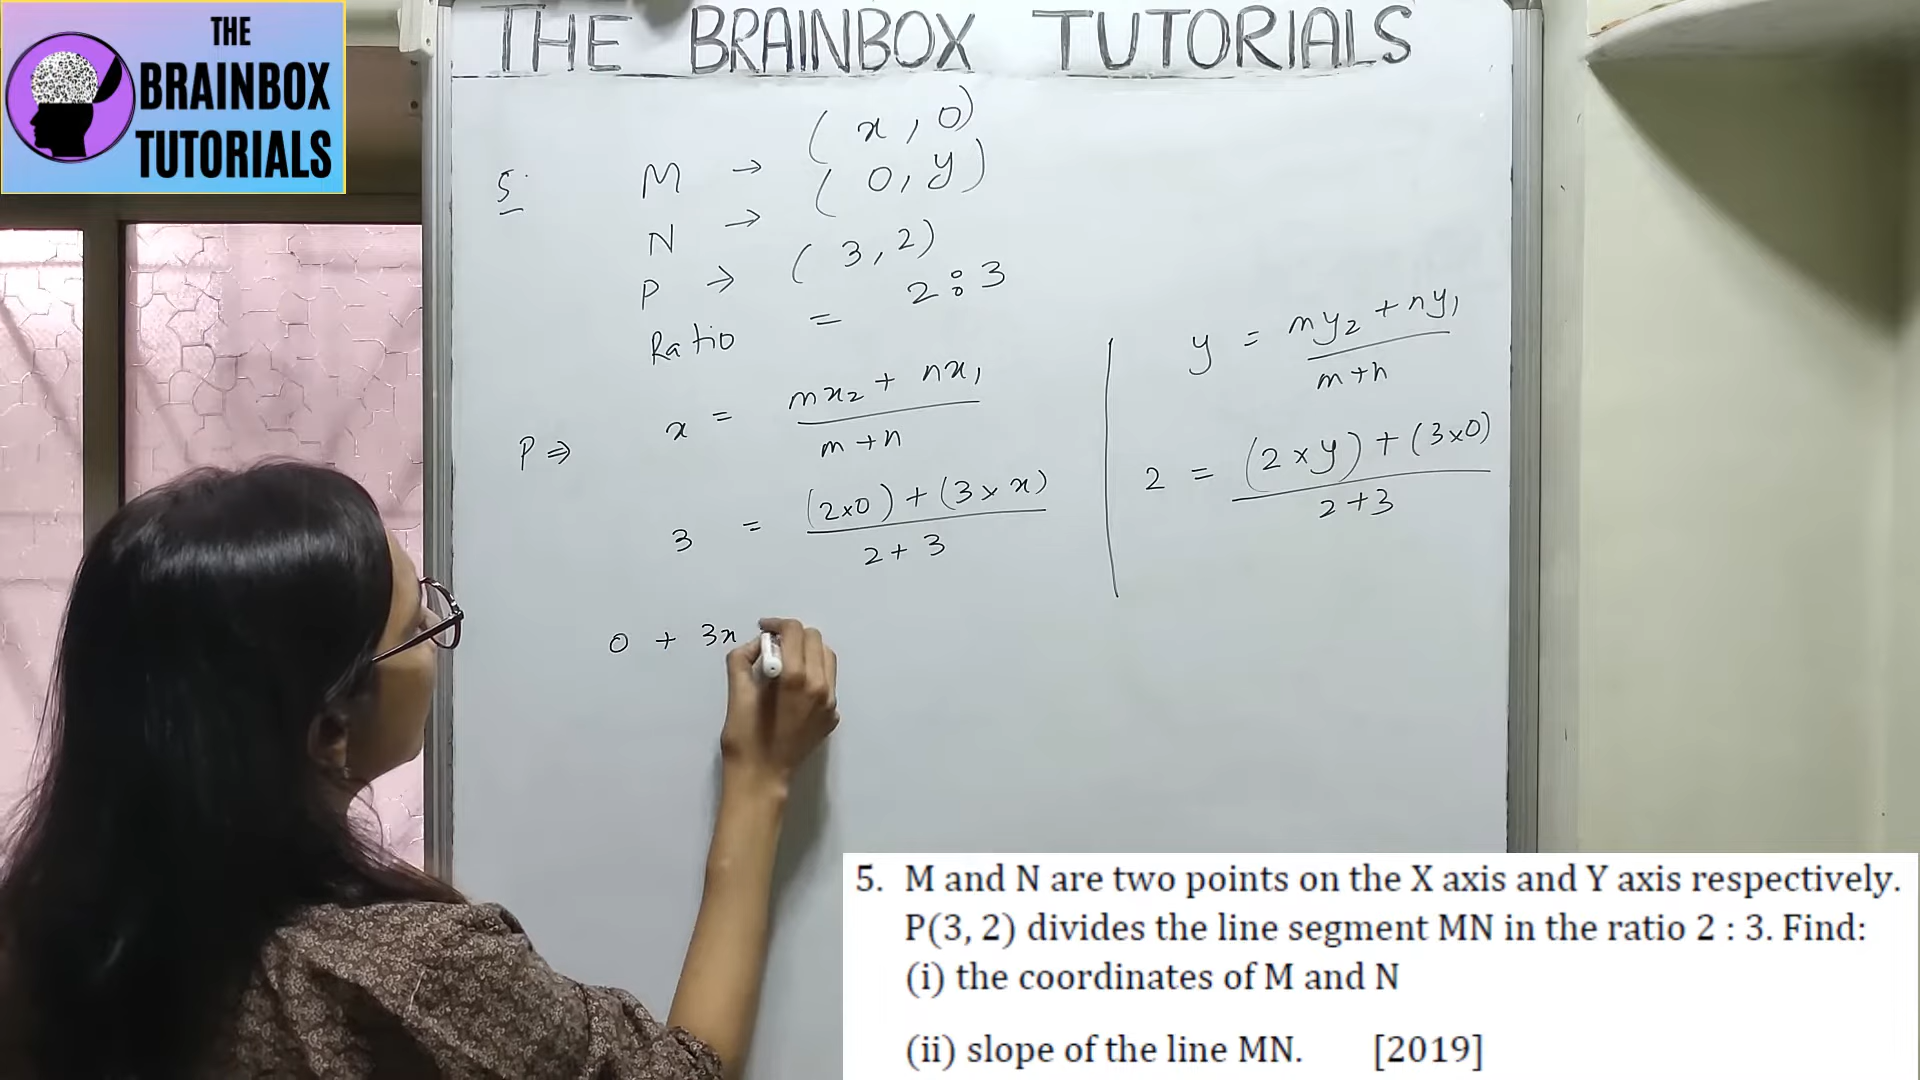 THE
BRAINBOX
TUTORIALS
THE BRAINBOX TUTORIALS
5.
M → (x, 0)
N → (0, y)
P → (3, 2)
Ratio = 2 : 3
P ⇒ x = mx₂ + nx₁ / m+n
3 = (2×0) + (3×x) / 2+3
0 + 3x
y = my₂ + ny₁ / m+n
2 = (2×y) + (3×0) / 2+3
5. M and N are two points on the X axis and Y axis respectively.
P(3, 2) divides the line segment MN in the ratio 2 : 3. Find:
(i) the coordinates of M and N
(ii) slope of the line MN. [2019]